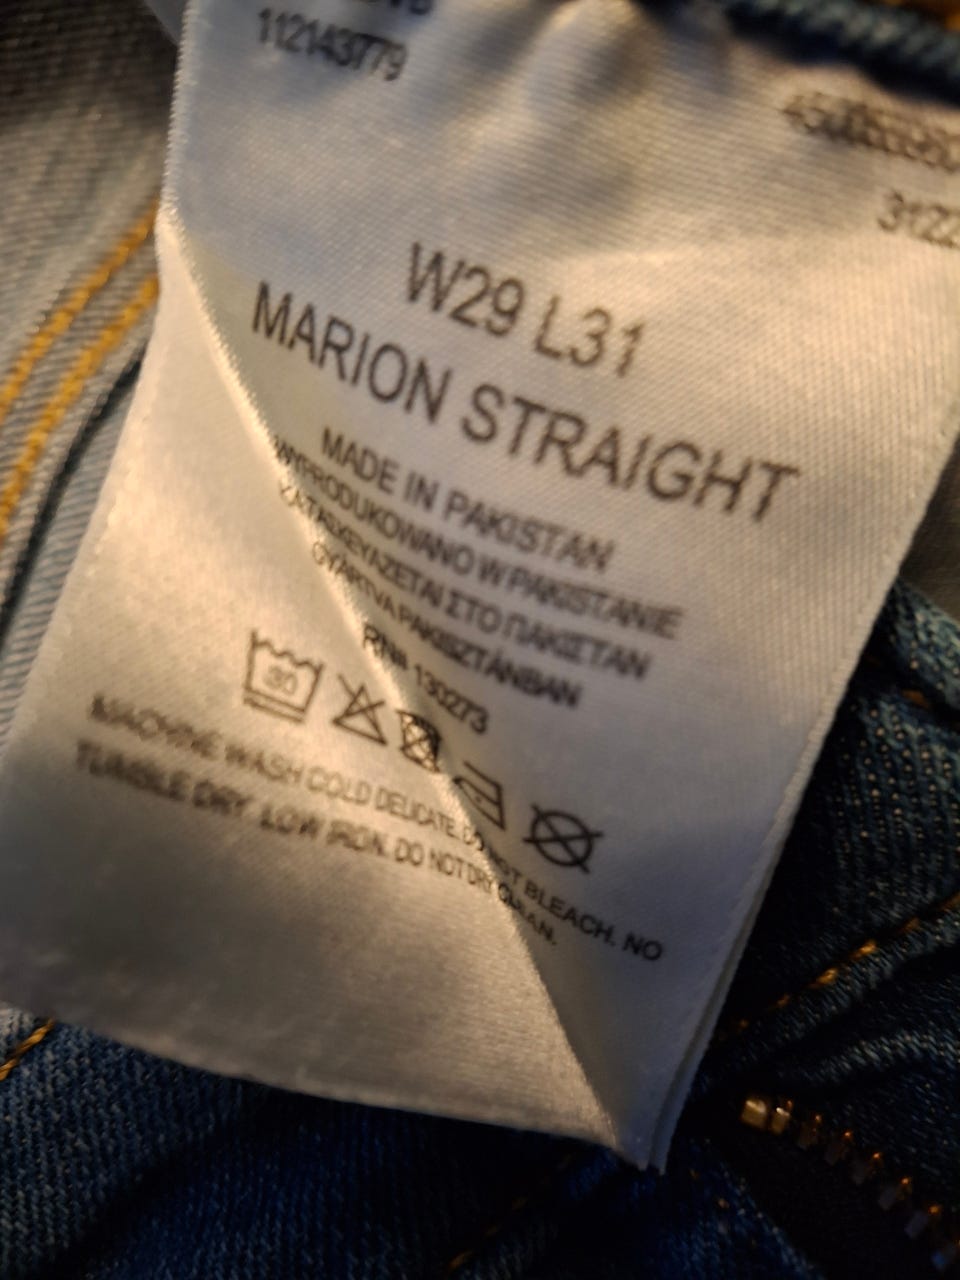 112143779
W29 L31
MARION STRAIGHT
MADE IN PAKISTAN
WYPRODUKOWANO W PAKISTANIE
ΚΑΤΑΣΚΕΥΑΖΕΤΑΙ ΣΤΟ ΠΑΚΙΣΤΑΝ
GYÁRTVA PAKISZTÁNBAN
RN# 130273
30
MACHINE WASH COLD DELICATE. DO NOT BLEACH. NO
TUMBLE DRY. LOW IRON. DO NOT DRY CLEAN.